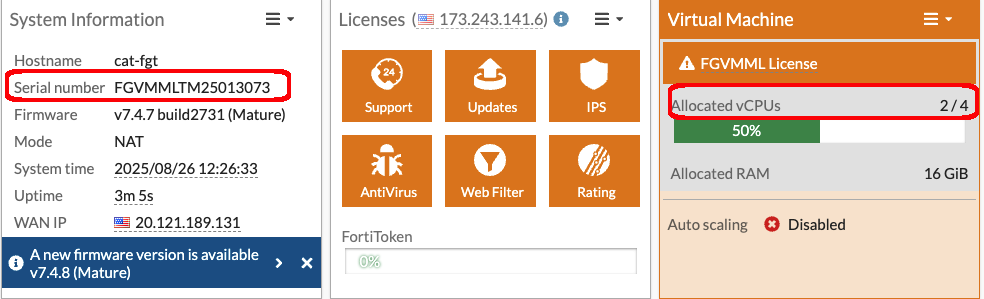 System Information
Hostname cat-fgt
Serial number FGVMMLTM25013073
Firmware v7.4.7 build2731 (Mature)
Mode NAT
System time 2025/08/26 12:26:33
Uptime 3m 5s
WAN IP 20.121.189.131
A new firmware version is available
v7.4.8 (Mature)
Licenses (173.243.141.6)
24
Support Updates IPS
AntiVirus Web Filter Rating
FortiToken
0%
Virtual Machine
FGVMML License
Allocated vCPUs 2 / 4
50%
Allocated RAM 16 GiB
Auto scaling Disabled